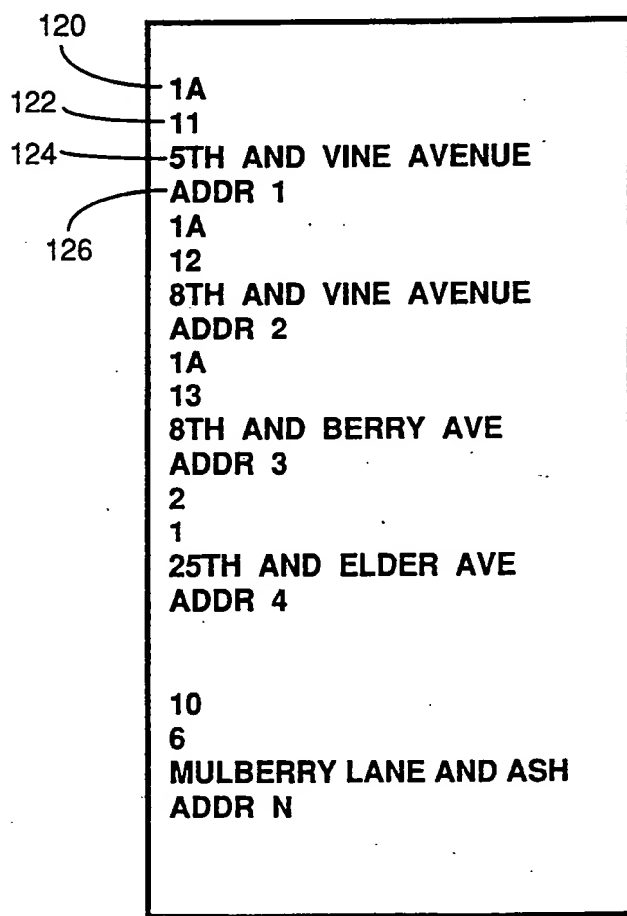 120
1A
122
11
124
5TH AND VINE AVENUE
126
ADDR 1
1A
12
8TH AND VINE AVENUE
ADDR 2
1A
13
8TH AND BERRY AVE
ADDR 3
2
1
25TH AND ELDER AVE
ADDR 4
10
6
MULBERRY LANE AND ASH
ADDR N